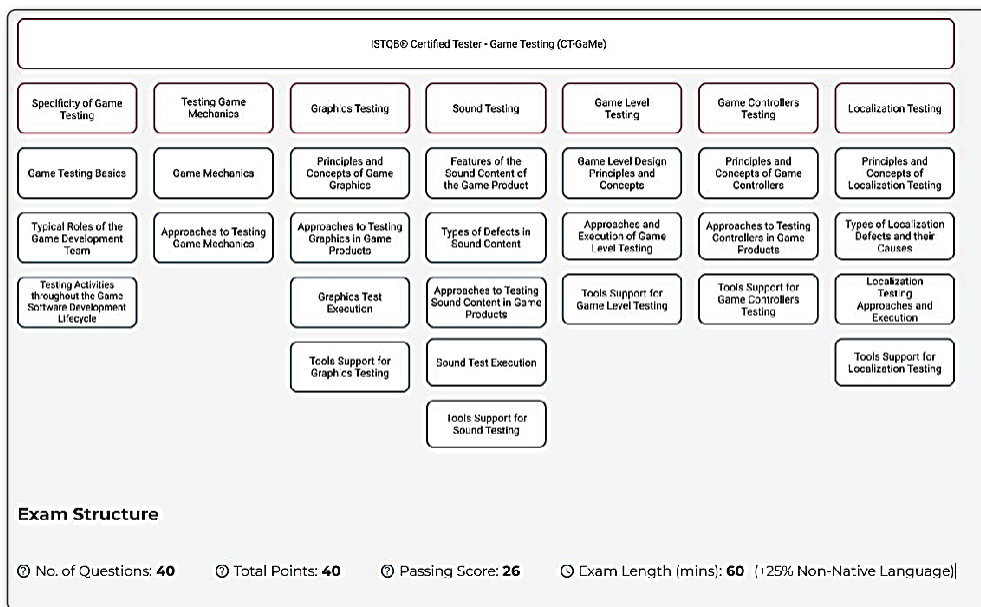 ISTQB® Certified Tester - Game Testing (CT-GaMe)
Specificity of Game
Testing
Testing Game
Mechanics
Graphics Testing
Sound Testing
Game Level
Testing
Game Controllers
Testing
Localization Testing
Game Testing Basics
Game Mechanics
Principles and
Concepts of Game
Graphics
Features of the
Sound Content of
the Game Product
Game Level Design
Principles and
Concepts
Principles and
Concepts of Game
Controllers
Principles and
Concepts of
Localization Testing
Typical Roles of the
Game Development
Team
Approaches to Testing
Game Mechanics
Approaches to Testing
Graphics in Game
Products
Types of Defects in
Sound Content
Approaches and
Execution of Game
Level Testing
Approaches to Testing
Controllers in Game
Products
Types of Localization
Defects and their
Causes
Testing Activities
throughout the Game
Software Development
Lifecycle
Graphics Test
Execution
Approaches to Testing
Sound Content in Game
Products
Tools Support for
Game Level Testing
Tools Support for
Game Controllers
Testing
Localization
Testing
Approaches and
Execution
Tools Support for
Graphics Testing
Sound Test Execution
Tools Support for
Localization Testing
Tools Support for
Sound Testing
Exam Structure
No. of Questions: 40 Total Points: 40 Passing Score: 26 Exam Length (mins): 60 (+25% Non-Native Language)